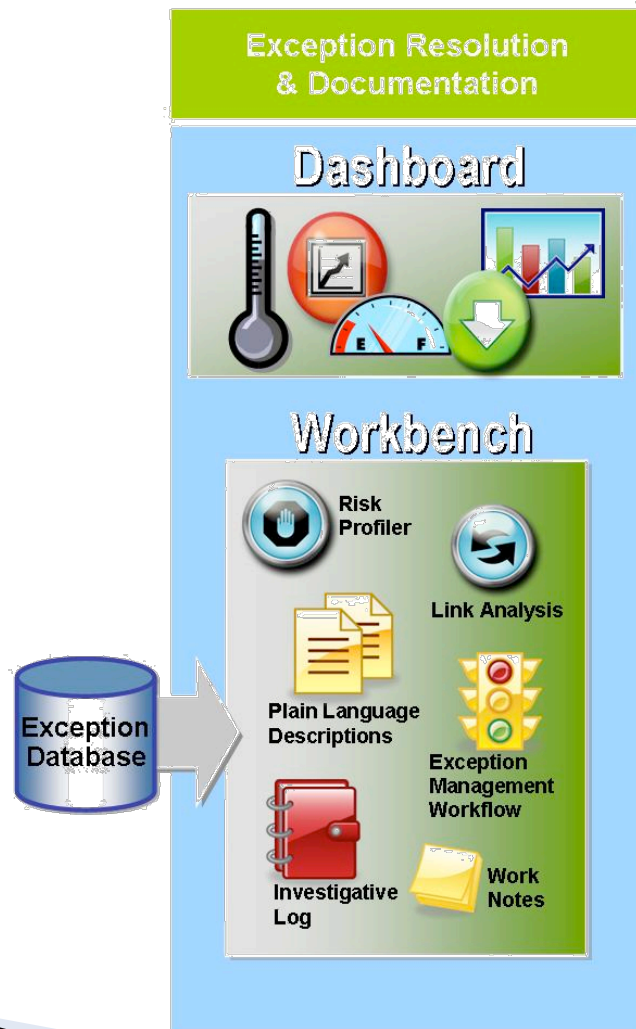 Exception Resolution
& Documentation
Dashboard
E F
Workbench
Risk
Profiler
Link Analysis
Plain Language
Descriptions
Exception
Management
Workflow
Exception
Database
Investigative
Log
Work
Notes